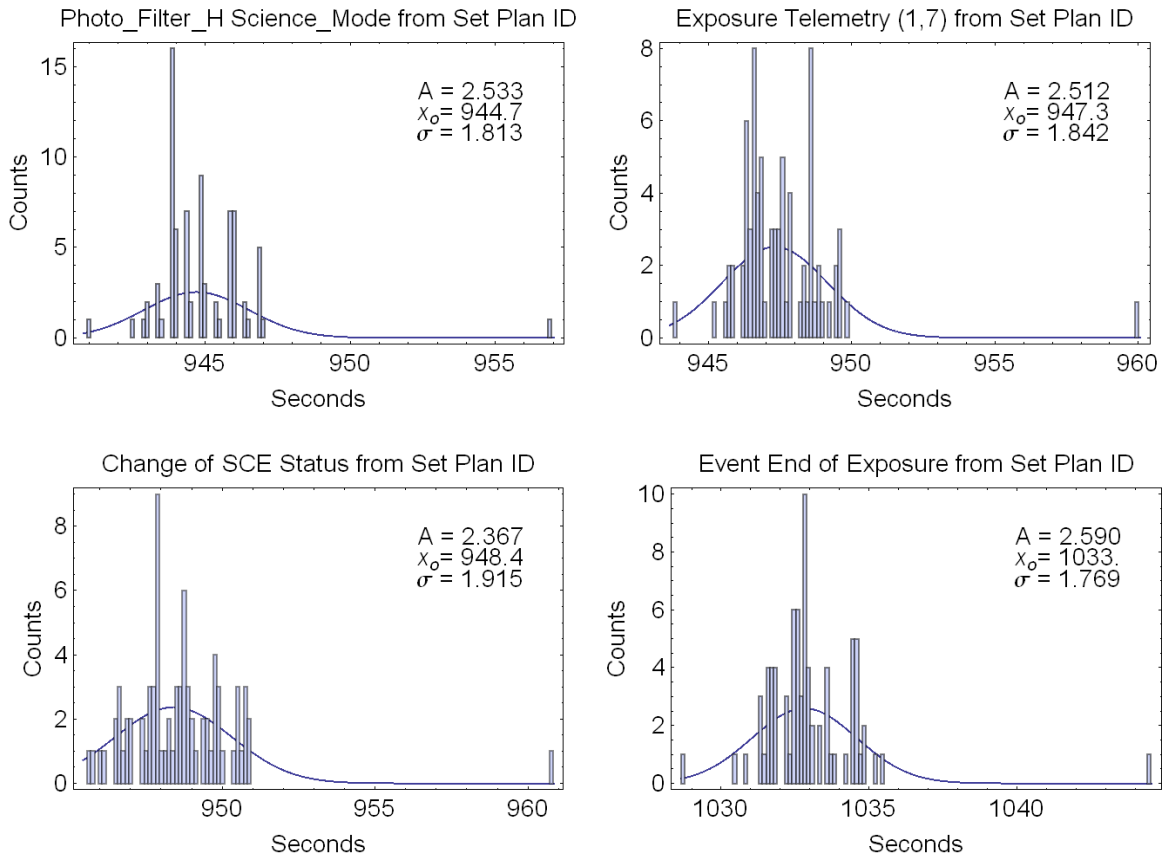 Photo_Filter_H Science_Mode from Set Plan ID
A = 2.533
xo= 944.7
σ = 1.813
Counts
15
10
5
0
945
950
955
Seconds
Exposure Telemetry (1,7) from Set Plan ID
A = 2.512
xo= 947.3
σ = 1.842
Counts
8
6
4
2
0
945
950
955
960
Seconds
Change of SCE Status from Set Plan ID
A = 2.367
xo= 948.4
σ = 1.915
Counts
8
6
4
2
0
950
955
960
Seconds
Event End of Exposure from Set Plan ID
A = 2.590
xo= 1033.
σ = 1.769
Counts
10
8
6
4
2
0
1030
1035
1040
Seconds